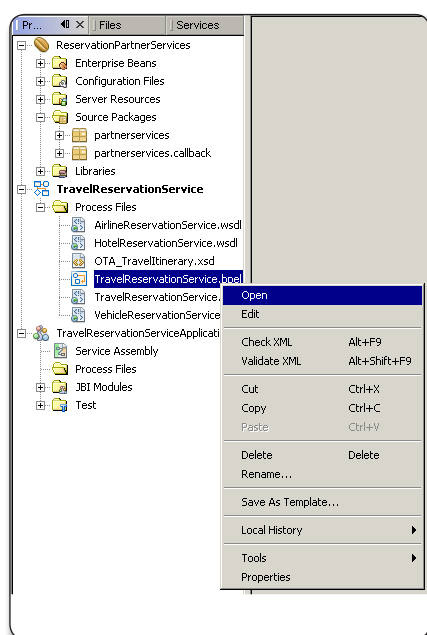 Pr... Files Services
ReservationPartnerServices
Enterprise Beans
Configuration Files
Server Resources
Source Packages
partnerservices
partnerservices.callback
Libraries
TravelReservationService
Process Files
AirlineReservationService.wsdl
HotelReservationService.wsdl
OTA_TravelItinerary.xsd
TravelReservationService.bpel
TravelReservationService.
VehicleReservationService
TravelReservationServiceApplicati
Service Assembly
Process Files
JBI Modules
Test
Open
Edit
Check XML Alt+F9
Validate XML Alt+Shift+F9
Cut Ctrl+X
Copy Ctrl+C
Paste Ctrl+V
Delete Delete
Rename...
Save As Template...
Local History
Tools
Properties